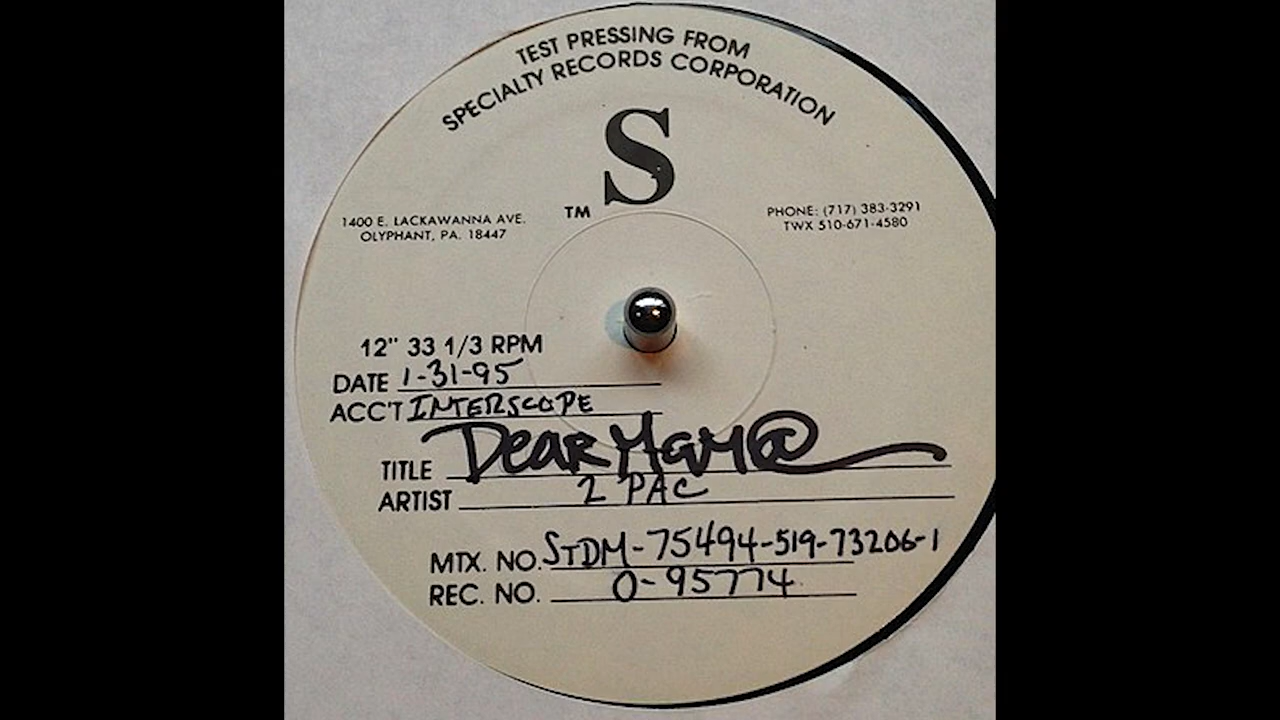 TEST PRESSING FROM
SPECIALTY RECORDS CORPORATION
S
TM
1400 E. LACKAWANNA AVE.
OLYPHANT, PA. 18447
PHONE: (717) 383-3291
TWX 510-671-4580
12" 33 1/3 RPM
DATE 1-31-95
ACC'T INTERSCOPE
TITLE Dear Mama
ARTIST 2 PAC
MTX. NO. STDM-75494-519-73206-1
REC. NO. 0-95774